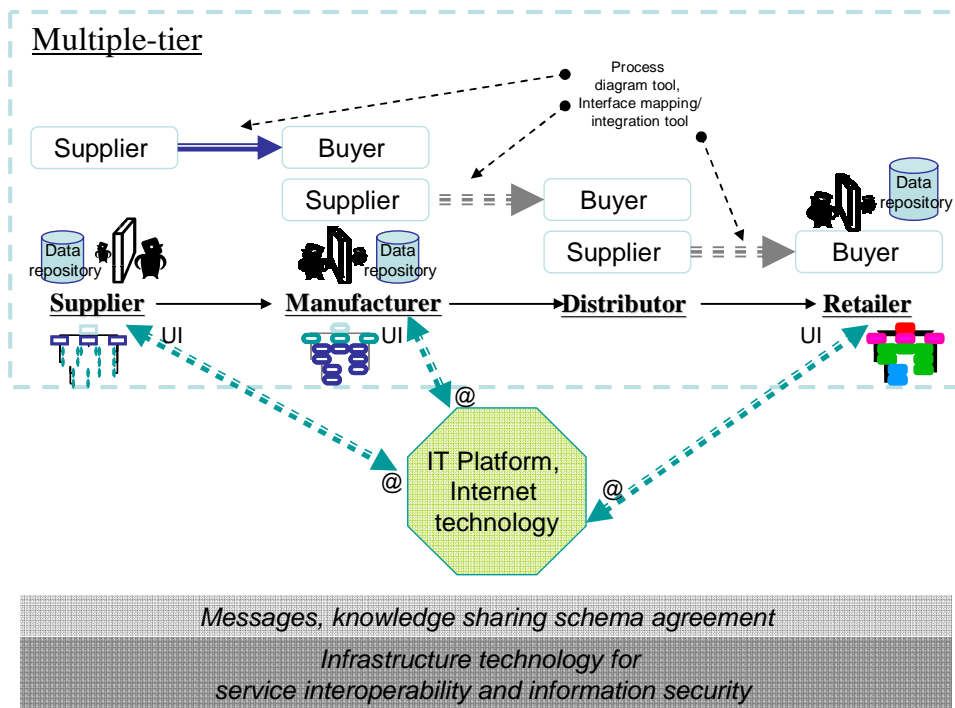 Multiple-tier
Process
diagram tool,
Interface mapping/
integration tool
Supplier
Buyer
Supplier
Buyer
Supplier
Buyer
Data
repository
Data
repository
Data
repository
Supplier
Manufacturer
Distributor
Retailer
UI
UI
UI
@
@
@
IT Platform,
Internet
technology
Messages, knowledge sharing schema agreement
Infrastructure technology for
service interoperability and information security